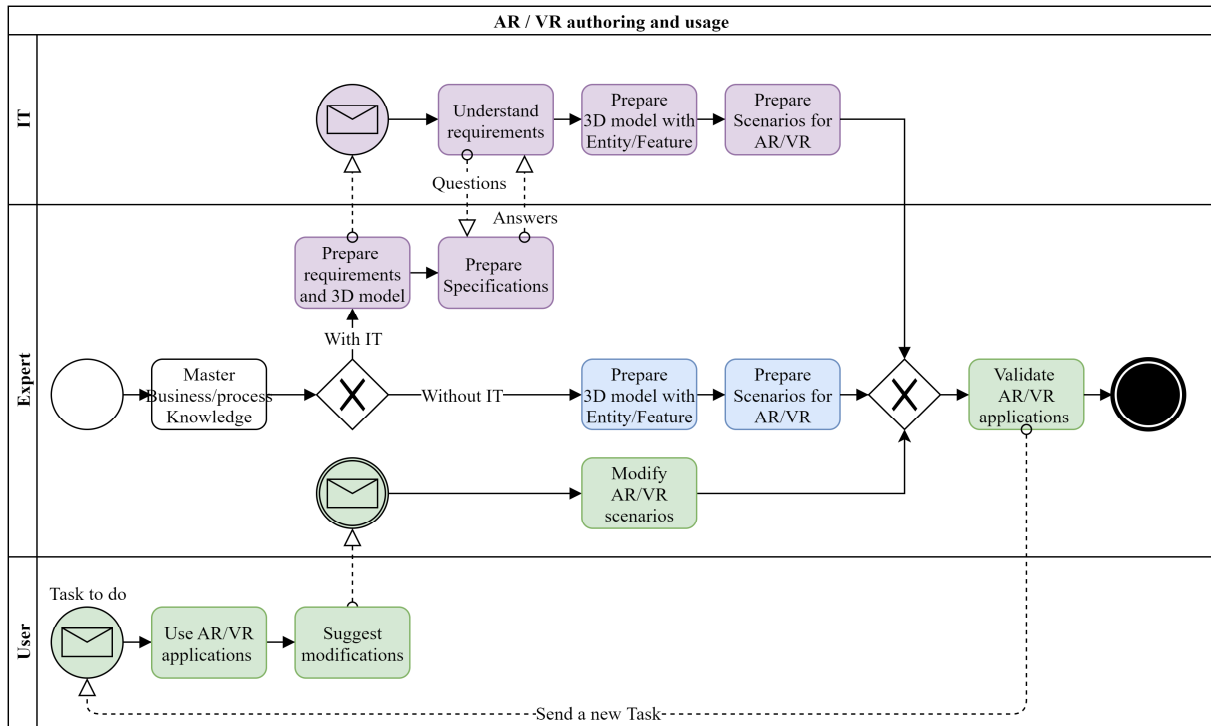 AR / VR authoring and usage
IT
Understand
requirements
Prepare
3D model with
Entity/Feature
Prepare
Scenarios for
AR/VR
Questions
Answers
Expert
Prepare
requirements
and 3D model
Prepare
Specifications
With IT
Master
Business/process
Knowledge
Without IT
Prepare
3D model with
Entity/Feature
Prepare
Scenarios for
AR/VR
Validate
AR/VR
applications
Modify
AR/VR
scenarios
User
Task to do
Use AR/VR
applications
Suggest
modifications
Send a new Task